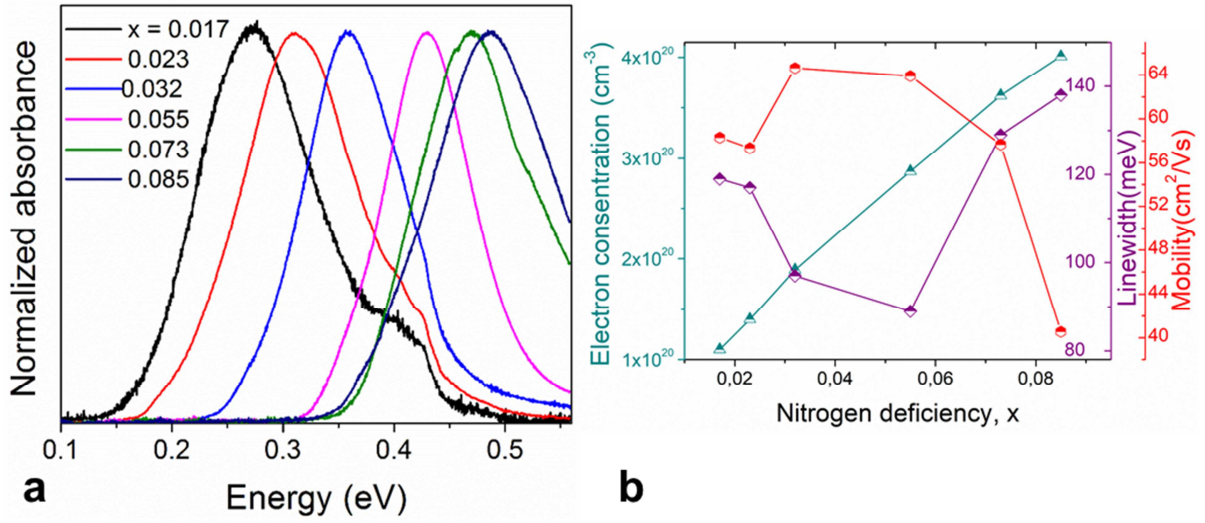 Normalized absorbance
x = 0.017
0.023
0.032
0.055
0.073
0.085
0.1 0.2 0.3 0.4 0.5
Energy (eV)
a
Electron consentration (cm⁻³)
4x10²⁰
3x10²⁰
2x10²⁰
1x10²⁰
0,02 0,04 0,06 0,08
Nitrogen deficiency, x
140
120
100
80
Linewidth(meV)
64
60
56
52
48
44
40
Mobility(cm²/Vs)
b